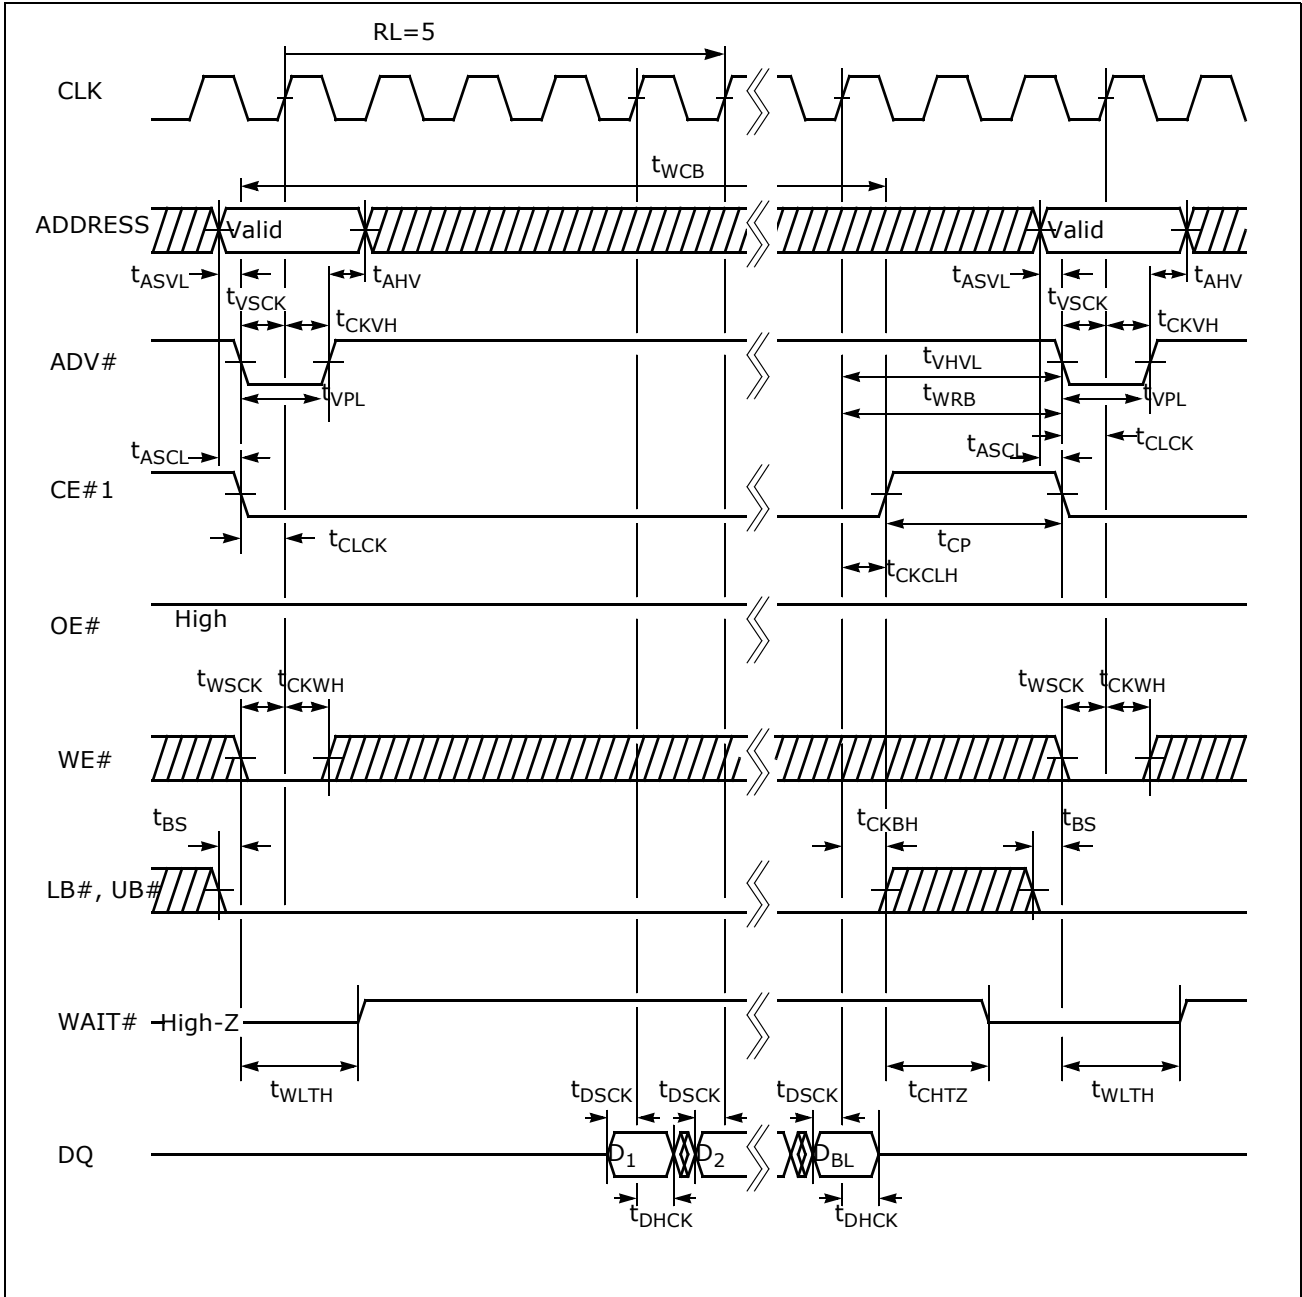 RL=5
CLK
tWCB
ADDRESS Valid Valid
tASVL tAHV tASVL tAHV
tVSCK tVSCK
tCKVH tCKVH
ADV# tVHVL
tVPL tWRB tVPL
tASCL tASCL tCLCK
CE#1
tCLCK tCP
tCKCLH
OE# High
tWSCK tCKWH tWSCK tCKWH
WE#
tBS tCKBH tBS
LB#, UB#
WAIT# High-Z
tWLTH tDSCK tDSCK tDSCK tCHTZ tWLTH
DQ D1 D2 DBL
tDHCK tDHCK